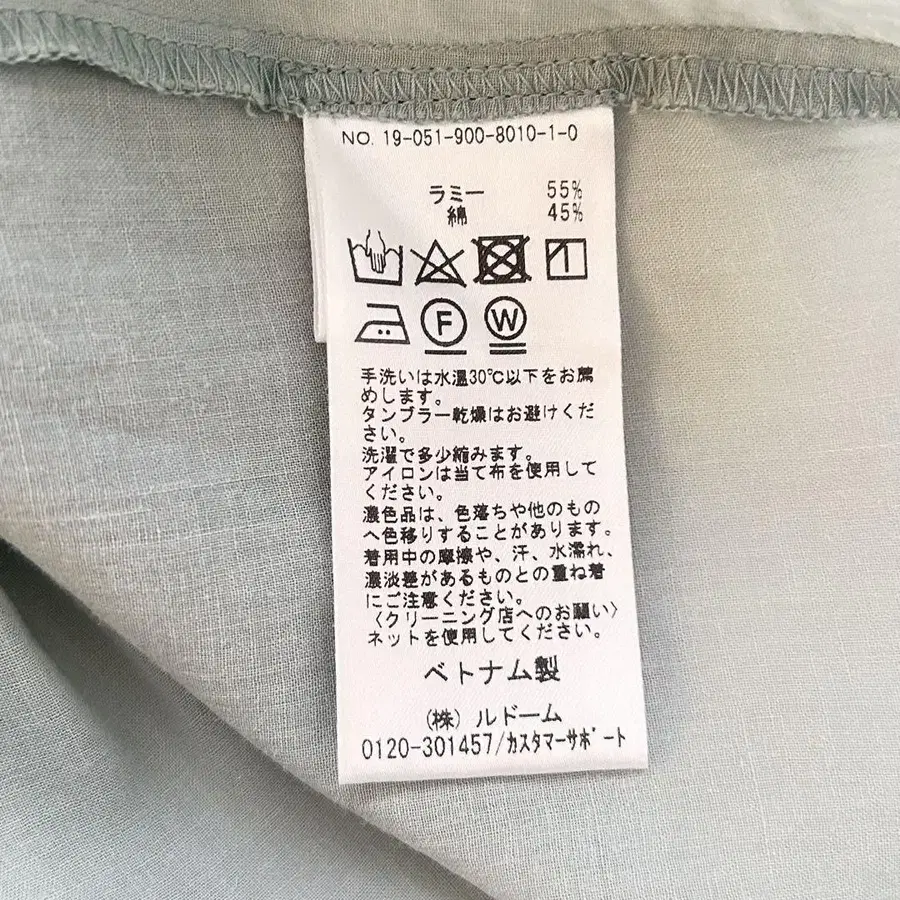 NO. 19-051-900-8010-1-0
ラミー 55%
綿 45%
F W
手洗いは水温30℃以下をお薦
めします。
タンブラー乾燥はお避けくだ
さい。
洗濯で多少縮みます。
アイロンは当て布を使用して
ください。
濃色品は、色落ちや他のもの
へ色移りすることがあります。
着用中の摩擦や、汗、水濡れ、
濃淡差があるものとの重ね着
にご注意ください。
〈クリーニング店へのお願い〉
ネットを使用してください。
ベトナム製
(株) ルドーム
0120-301457/カスタマーサポート